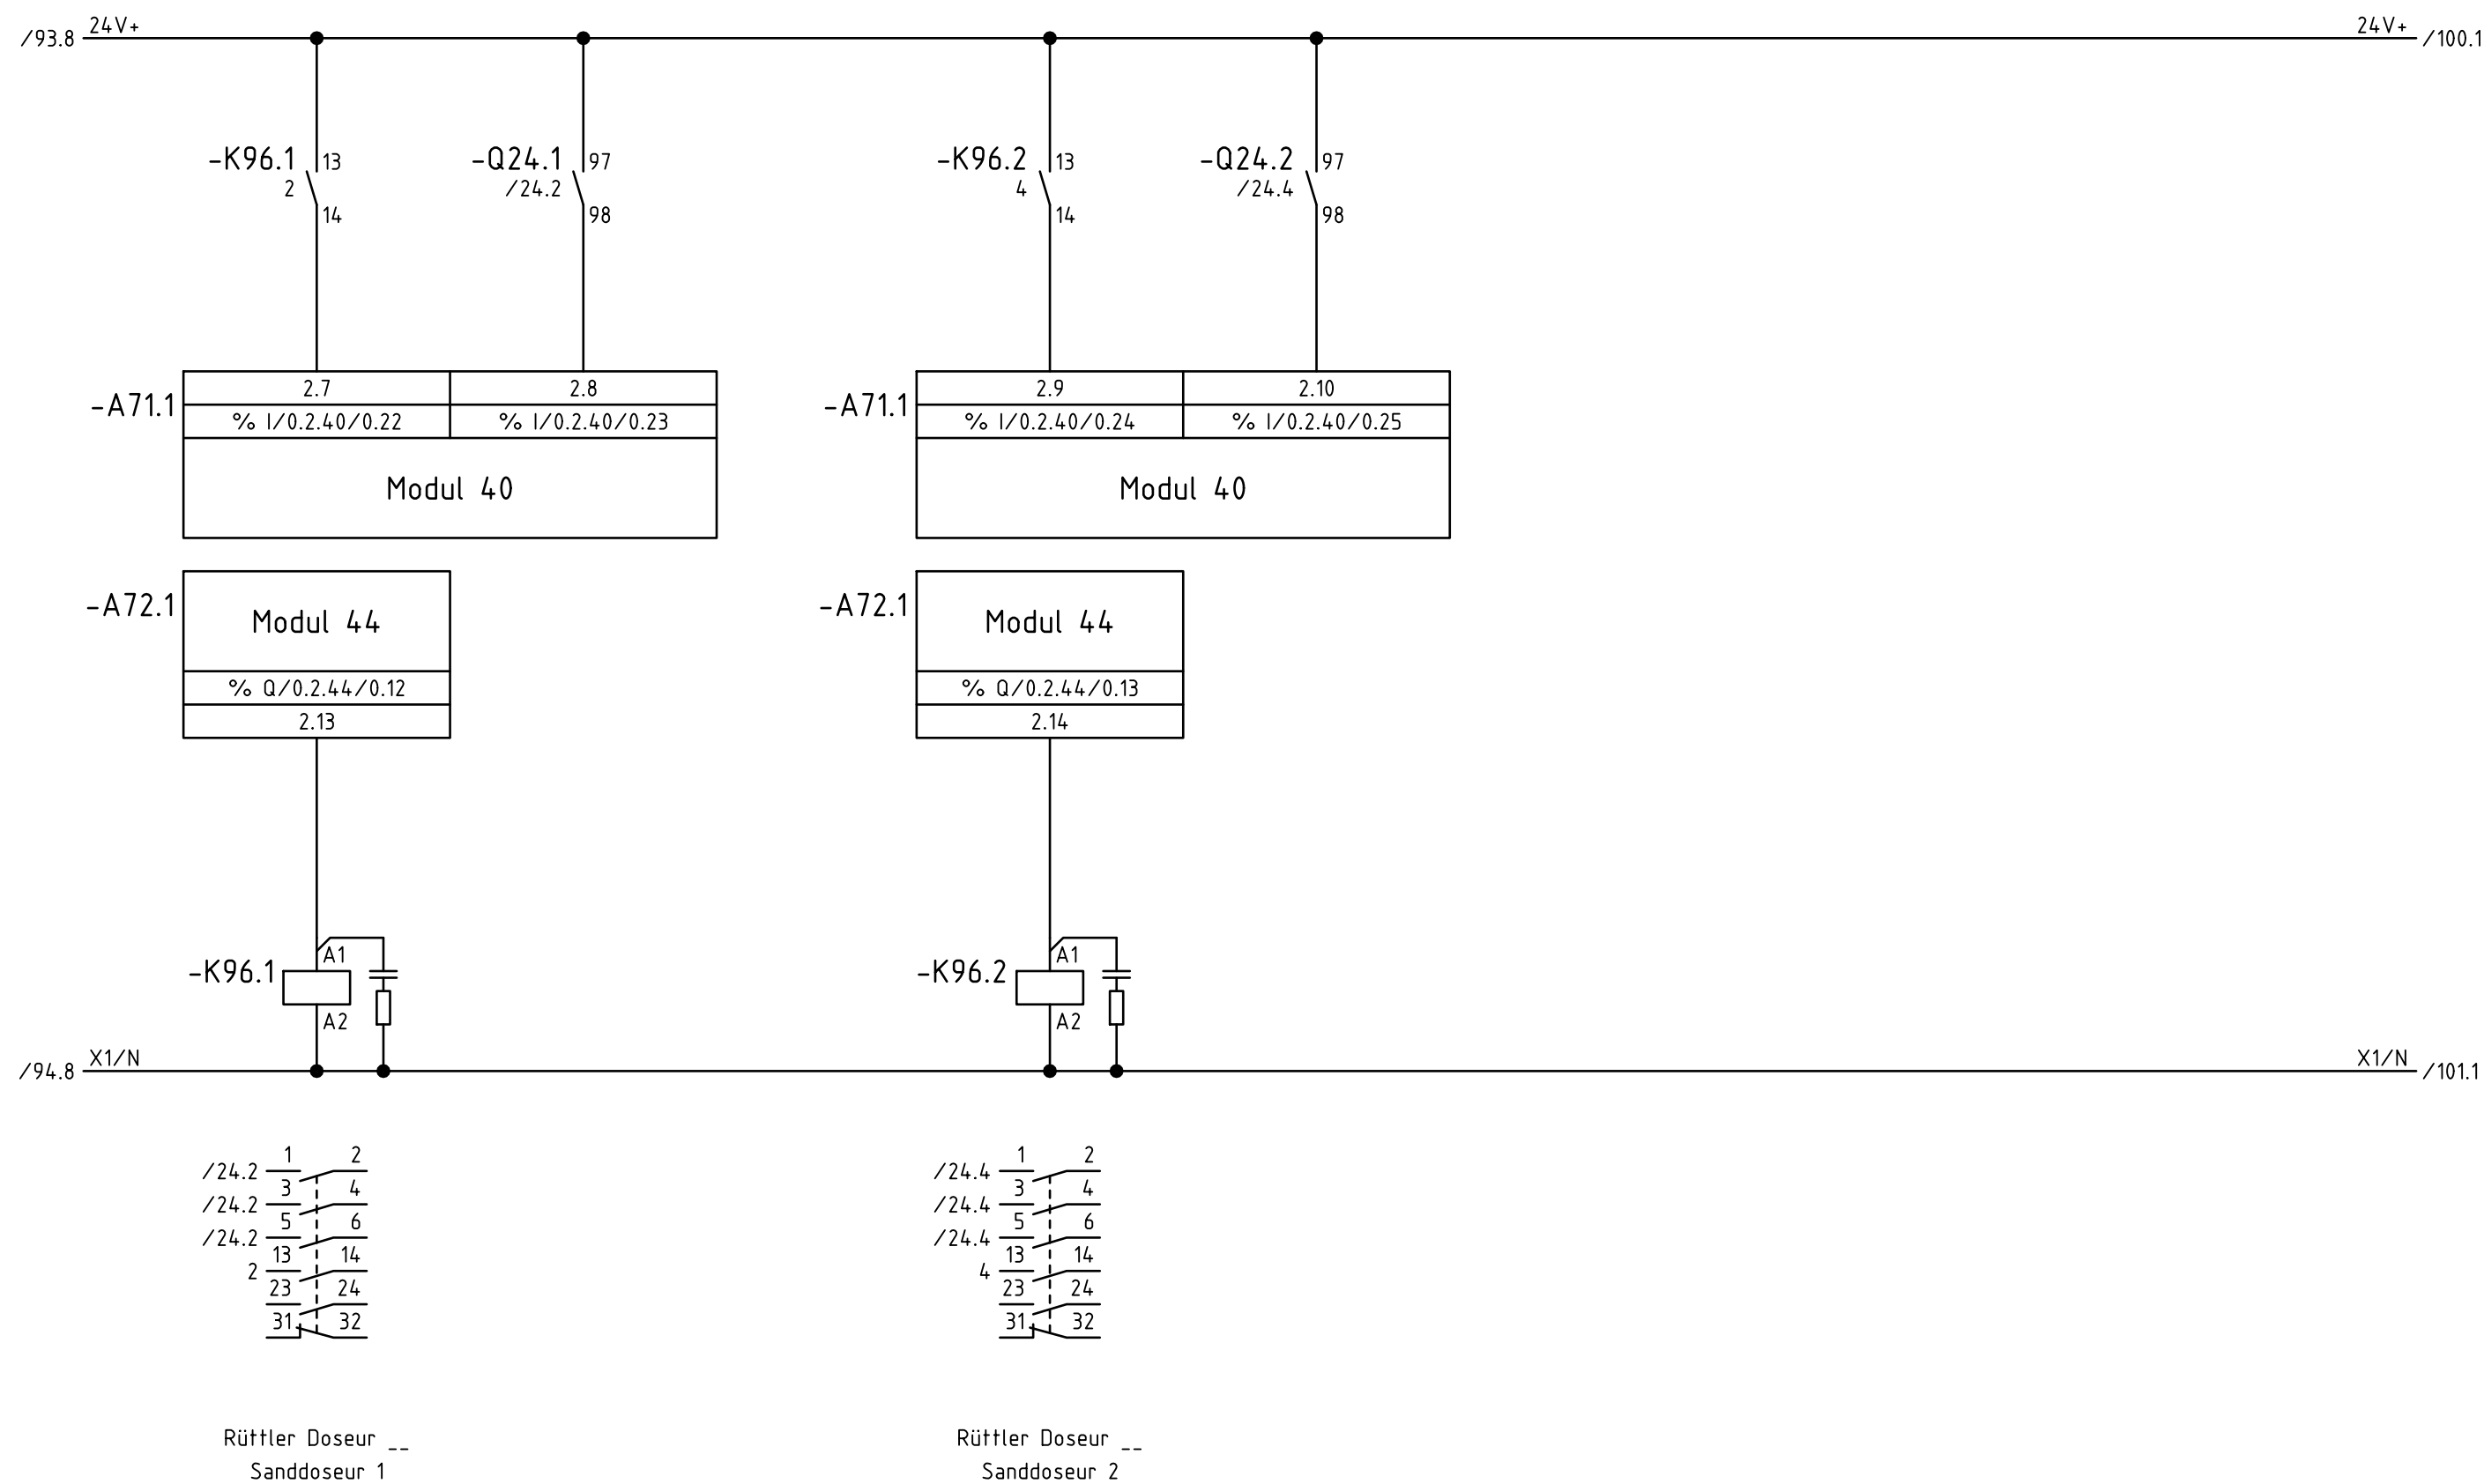 24V+ 24V+
/93.8 /100.1
-K96.1 13 -Q24.1 97 -K96.2 13 -Q24.2 97
2 /24.2 4 /24.4
14 98 14 98
2.7 2.8 2.9 2.10
-A71.1 -A71.1
% I/0.2.40/0.22 % I/0.2.40/0.23 % I/0.2.40/0.24 % I/0.2.40/0.25
Modul 40 Modul 40
-A72.1 -A72.1
Modul 44 Modul 44
% Q/0.2.44/0.12 % Q/0.2.44/0.13
2.13 2.14
A1 A1
-K96.1 -K96.2
A2 A2
X1/N X1/N
/94.8 /101.1
1 2 1 2
/24.2 /24.4
3 4 3 4
/24.2 /24.4
5 6 5 6
/24.2 /24.4
13 14 13 14
2 4
23 24 23 24
31 32 31 32
Rüttler Doseur __ Rüttler Doseur __
Sanddoseur 1 Sanddoseur 2